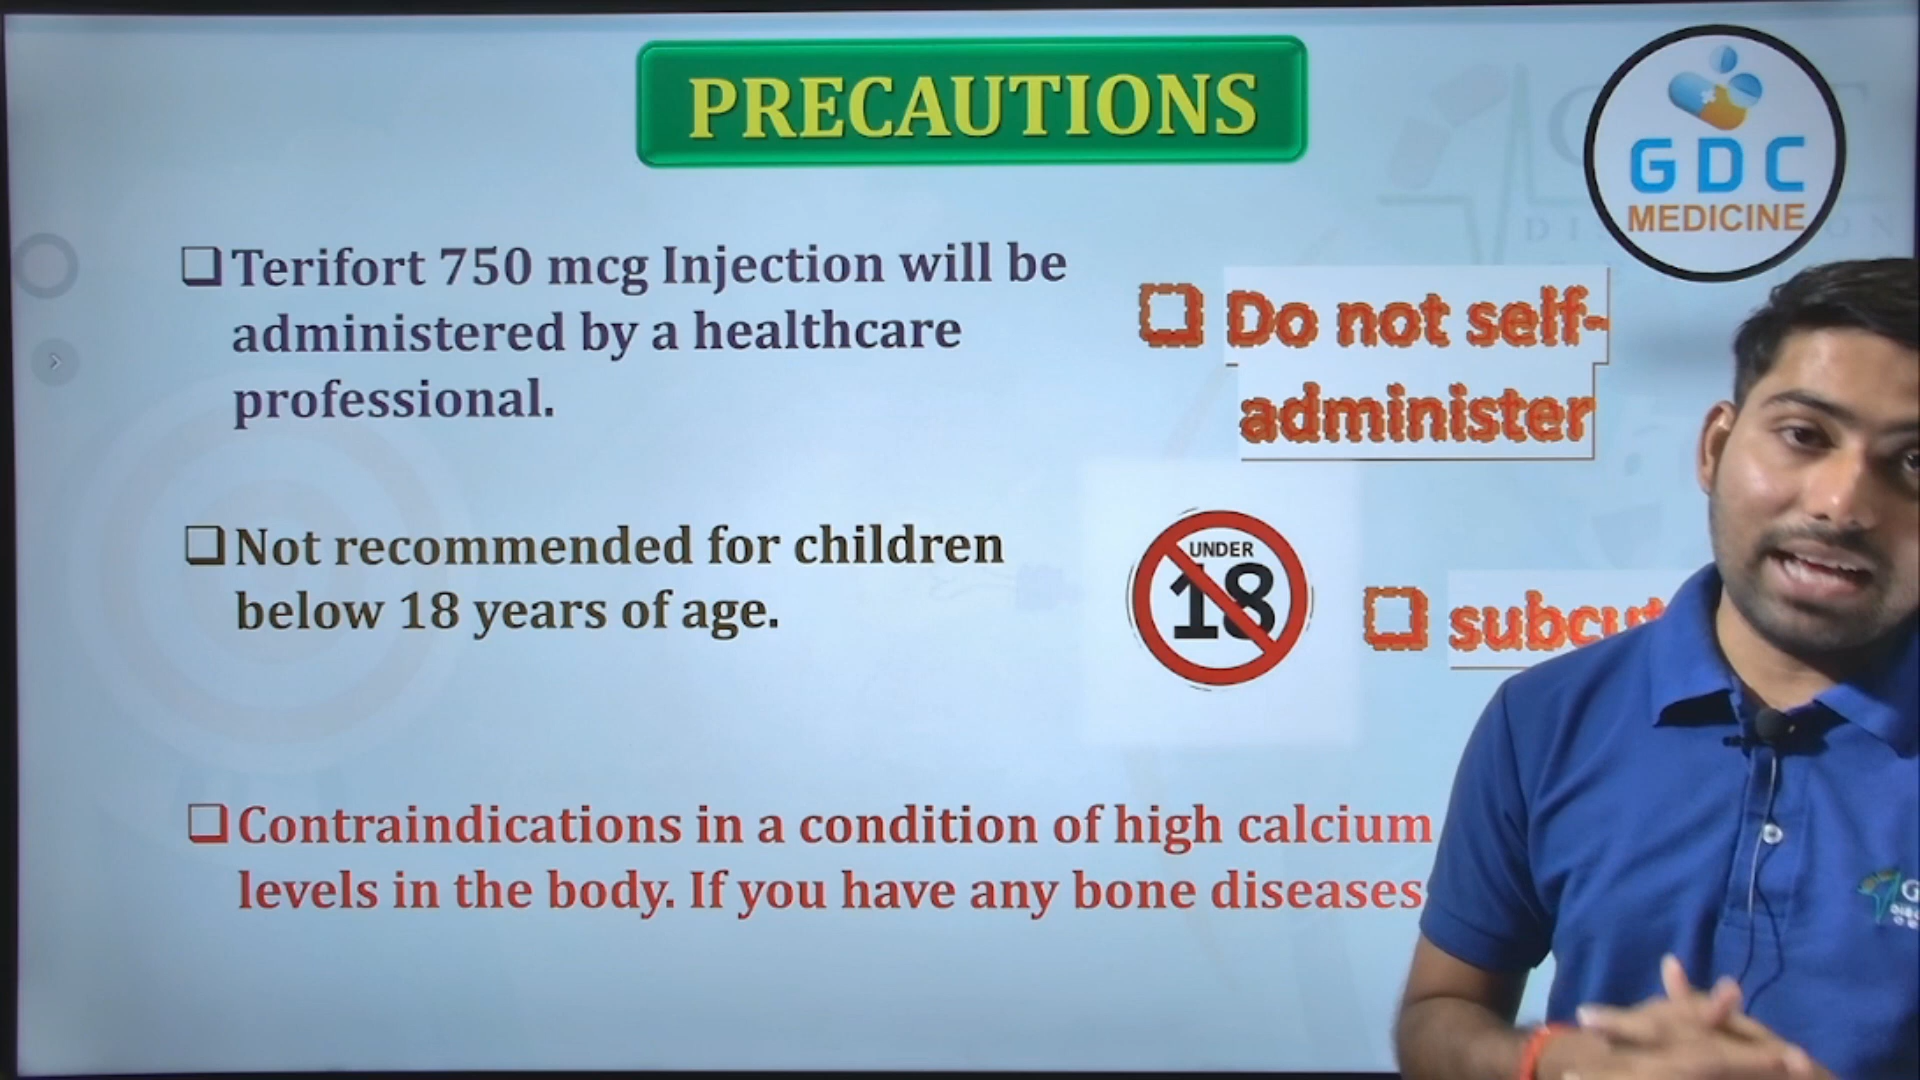 PRECAUTIONS
GDC
MEDICINE
❑ Terifort 750 mcg Injection will be
administered by a healthcare
professional.
❑ Do not self-
administer
❑ Not recommended for children
below 18 years of age.
UNDER
18
❑ Contraindications in a condition of high calcium
levels in the body. If you have any bone diseases